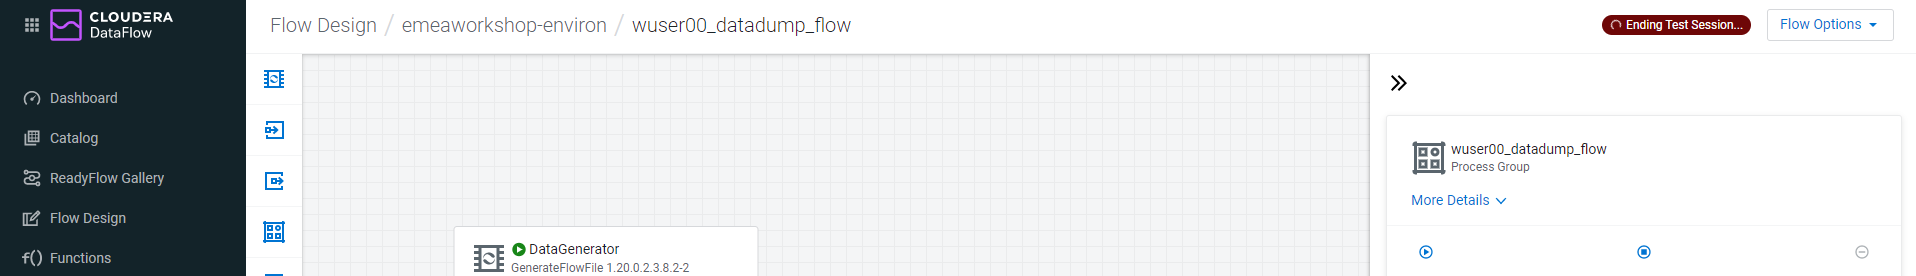 CLOUDERA
DataFlow
Dashboard
Catalog
ReadyFlow Gallery
Flow Design
Functions
Flow Design / emeaworkshop-environ / wuser00_datadump_flow
Ending Test Session...
Flow Options
DataGenerator
GenerateFlowFile 1.20.0.2.3.8.2-2
wuser00_datadump_flow
Process Group
More Details